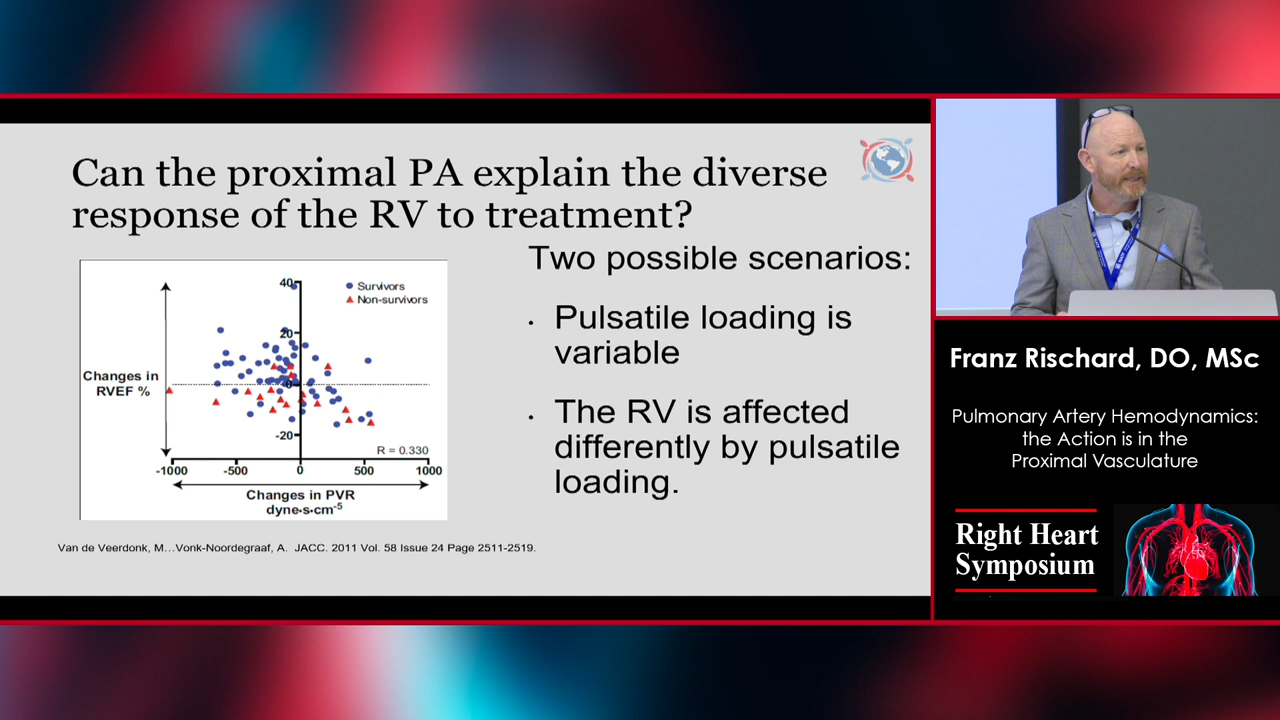 Can the proximal PA explain the diverse
response of the RV to treatment?
Two possible scenarios:
• Pulsatile loading is
variable
• The RV is affected
differently by pulsatile
loading.
40
20
0
-20
Survivors
Non-survivors
Changes in
RVEF %
R = 0.330
-1000 -500 0 500 1000
Changes in PVR
dyne·s·cm-5
Van de Veerdonk, M…Vonk-Noordegraaf, A. JACC. 2011 Vol. 58 Issue 24 Page 2511-2519.
Franz Rischard, DO, MSc
Pulmonary Artery Hemodynamics:
the Action is in the
Proximal Vasculature
Right Heart
Symposium